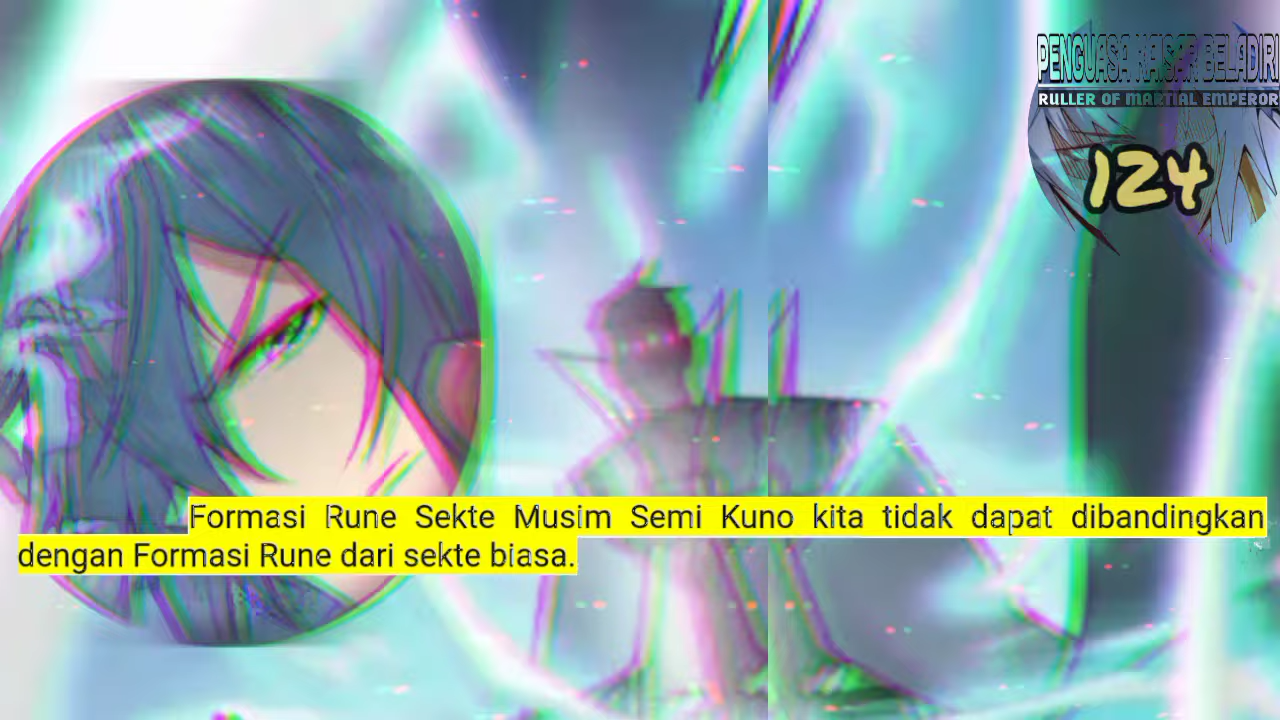 PENGUASA KAISAR BELADIRI
RULLER OF MARTIAL EMPEROR
124
Formasi Rune Sekte Musim Semi Kuno kita tidak dapat dibandingkan
dengan Formasi Rune dari sekte biasa.